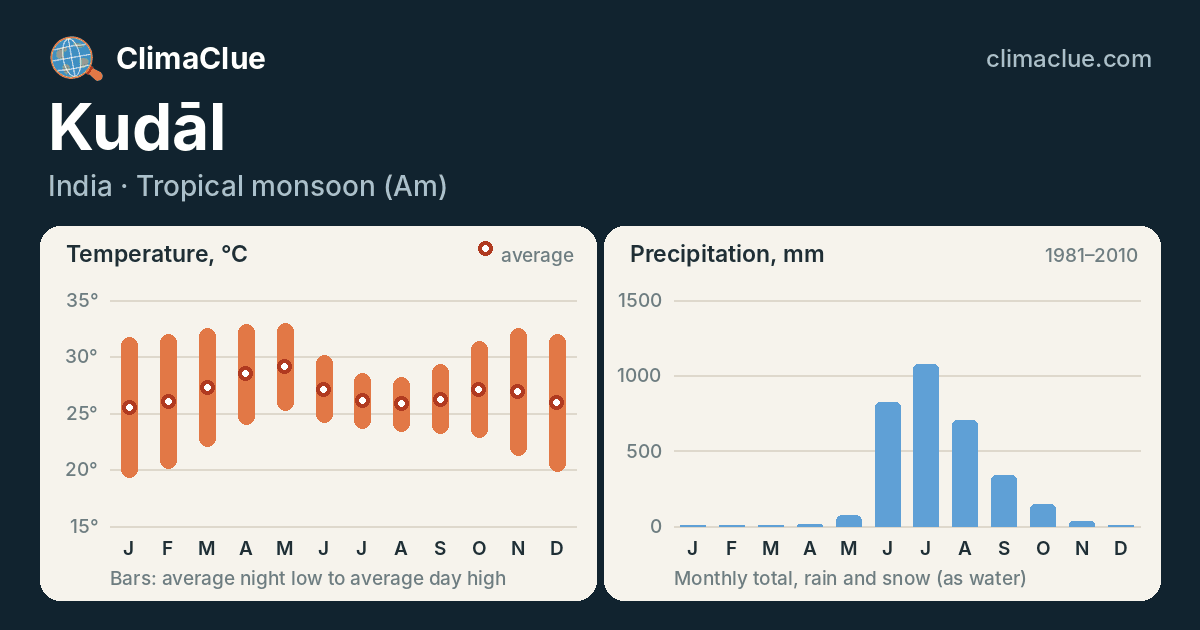 ClimaClue
climaclue.com
Kudāl
India · Tropical monsoon (Am)
Temperature, °C
average
35°
30°
25°
20°
15°
J F M A M J J A S O N D
Bars: average night low to average day high
Precipitation, mm
1981–2010
1500
1000
500
0
J F M A M J J A S O N D
Monthly total, rain and snow (as water)